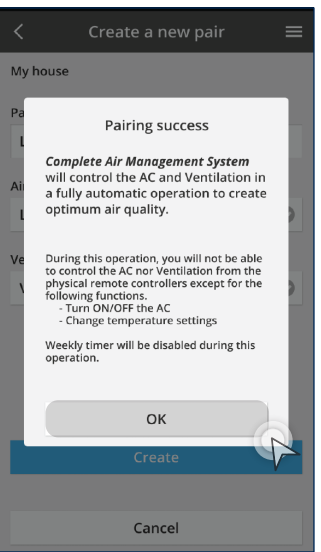 Create a new pair
My house
Pa
L
Pairing success
Complete Air Management System
will control the AC and Ventilation in
a fully automatic operation to create
optimum air quality.
Ai
L
Ve
V
During this operation, you will not be able
to control the AC nor Ventilation from the
physical remote controllers except for the
following functions.
- Turn ON/OFF the AC
- Change temperature settings
Weekly timer will be disabled during this
operation.
OK
Create
Cancel